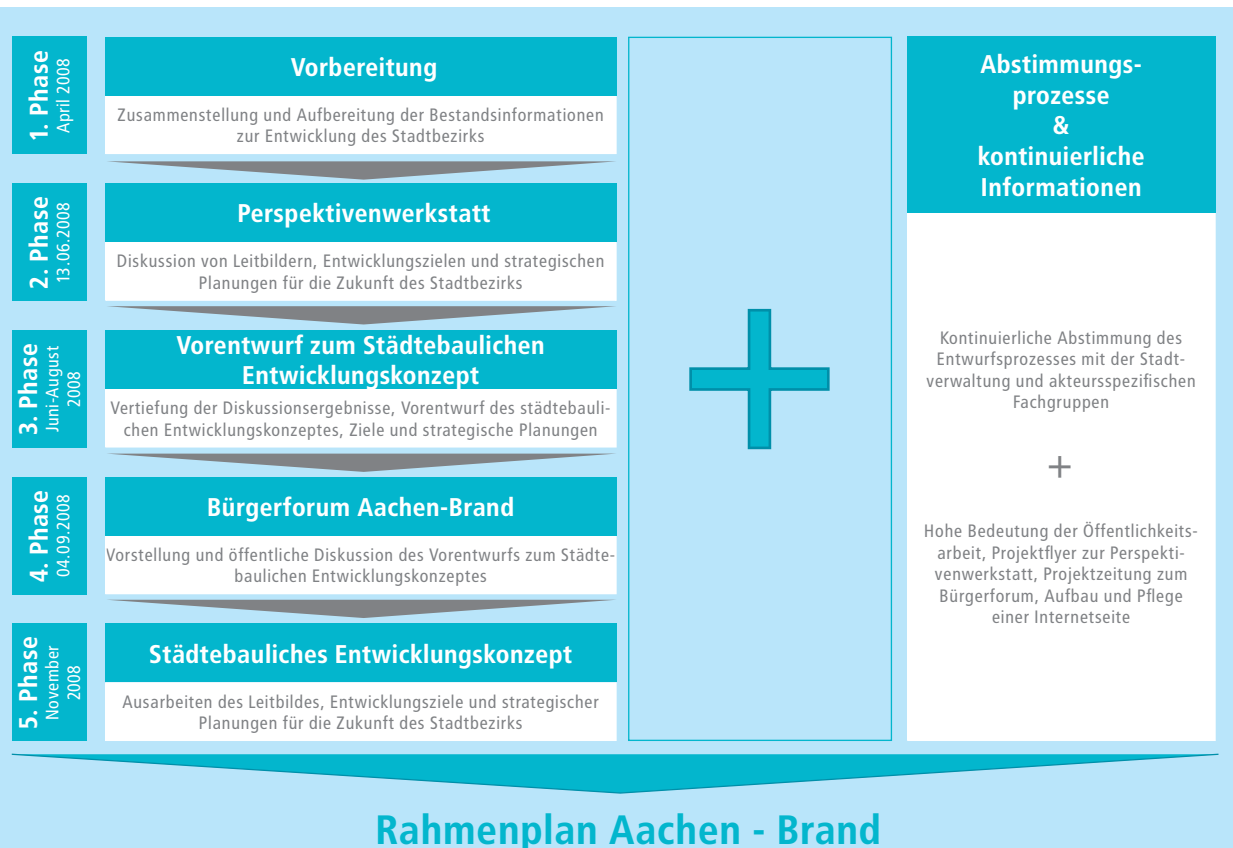 1. Phase
April 2008
Vorbereitung
Zusammenstellung und Aufbereitung der Bestandsinformationen
zur Entwicklung des Stadtbezirks
2. Phase
13.06.2008
Perspektivenwerkstatt
Diskussion von Leitbildern, Entwicklungszielen und strategischen
Planungen für die Zukunft des Stadtbezirks
3. Phase
Juni-August
2008
Vorentwurf zum Städtebaulichen
Entwicklungskonzept
Vertiefung der Diskussionsergebnisse, Vorentwurf des städtebauli-
chen Entwicklungskonzeptes, Ziele und strategische Planungen
4. Phase
04.09.2008
Bürgerforum Aachen-Brand
Vorstellung und öffentliche Diskussion des Vorentwurfs zum Städte-
baulichen Entwicklungskonzeptes
5. Phase
November
2008
Städtebauliches Entwicklungskonzept
Ausarbeiten des Leitbildes, Entwicklungsziele und strategischer
Planungen für die Zukunft des Stadtbezirks
+
Abstimmungs-
prozesse
&
kontinuierliche
Informationen
Kontinuierliche Abstimmung des
Entwurfsprozesses mit der Stadt-
verwaltung und akteursspezifischen
Fachgruppen
+
Hohe Bedeutung der Öffentlichkeits-
arbeit, Projektflyer zur Perspekti-
venwerkstatt, Projektzeitung zum
Bürgerforum, Aufbau und Pflege
einer Internetseite
Rahmenplan Aachen - Brand